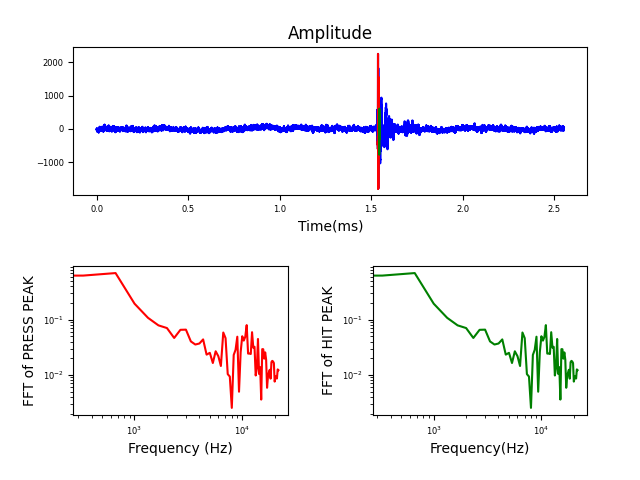 Amplitude
2000
1000
0
−1000
0.0 0.5 1.0 1.5 2.0 2.5
Time(ms)
FFT of PRESS PEAK
10⁻¹
10⁻²
10³ 10⁴
Frequency (Hz)
FFT of HIT PEAK
10⁻¹
10⁻²
10³ 10⁴
Frequency(Hz)